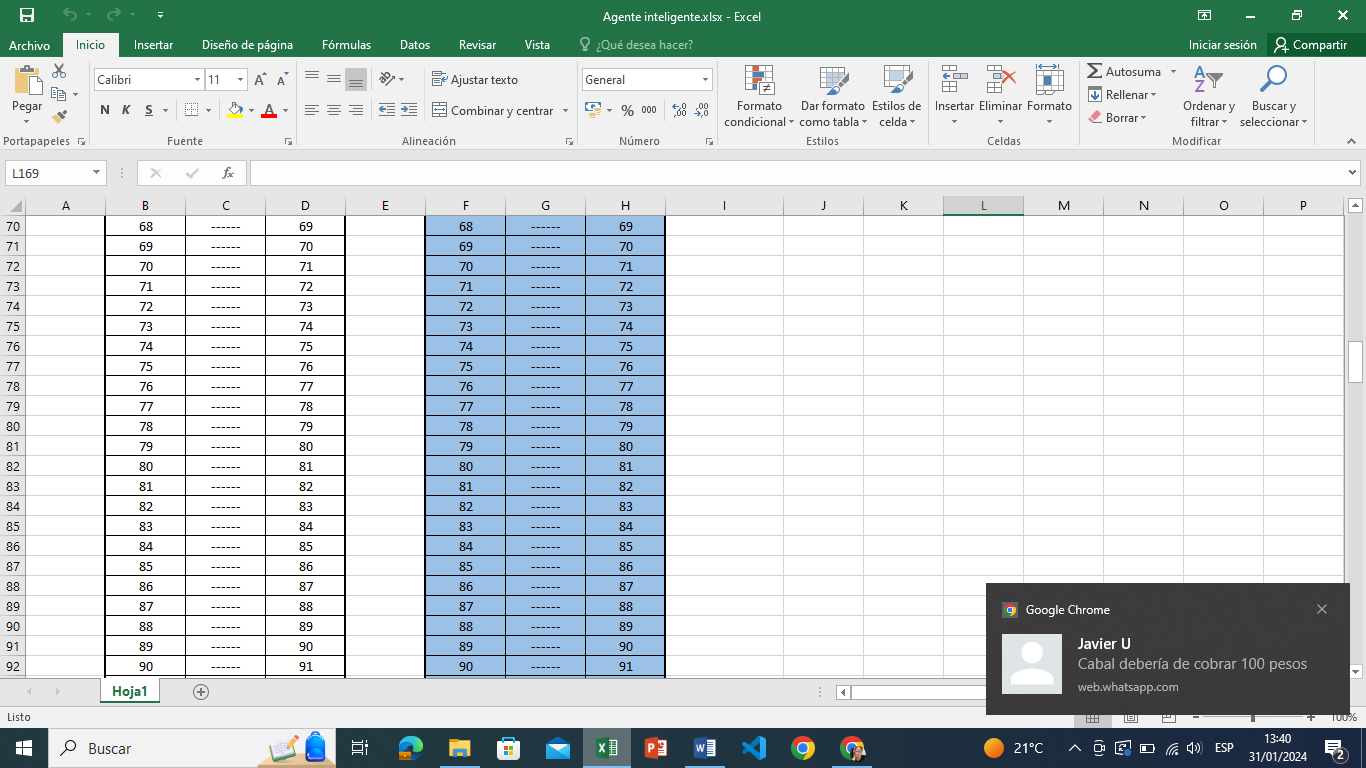 Agente inteligente.xlsx - Excel
Archivo Inicio Insertar Diseño de página Fórmulas Datos Revisar Vista ¿Qué desea hacer? Iniciar sesión Compartir
Pegar
Calibri 11
N K S
Ajustar texto
Combinar y centrar
General
% 000
Formato condicional
Dar formato como tabla
Estilos de celda
Insertar Eliminar Formato
Autosuma
Rellenar
Borrar
Ordenar y filtrar
Buscar y seleccionar
Portapapeles Fuente Alineación Número Estilos Celdas Modificar
L169 fx
A B C D E F G H I J K L M N O P
70 68 ------ 69 68 ------ 69
71 69 ------ 70 69 ------ 70
72 70 ------ 71 70 ------ 71
73 71 ------ 72 71 ------ 72
74 72 ------ 73 72 ------ 73
75 73 ------ 74 73 ------ 74
76 74 ------ 75 74 ------ 75
77 75 ------ 76 75 ------ 76
78 76 ------ 77 76 ------ 77
79 77 ------ 78 77 ------ 78
80 78 ------ 79 78 ------ 79
81 79 ------ 80 79 ------ 80
82 80 ------ 81 80 ------ 81
83 81 ------ 82 81 ------ 82
84 82 ------ 83 82 ------ 83
85 83 ------ 84 83 ------ 84
86 84 ------ 85 84 ------ 85
87 85 ------ 86 85 ------ 86
88 86 ------ 87 86 ------ 87
89 87 ------ 88 87 ------ 88
90 88 ------ 89 88 ------ 89
91 89 ------ 90 89 ------ 90
92 90 ------ 91 90 ------ 91
Google Chrome
Javier U
Cabal debería de cobrar 100 pesos
web.whatsapp.com
Hoja1
Listo
100%
Buscar
21°C
ESP
13:40
31/01/2024
2